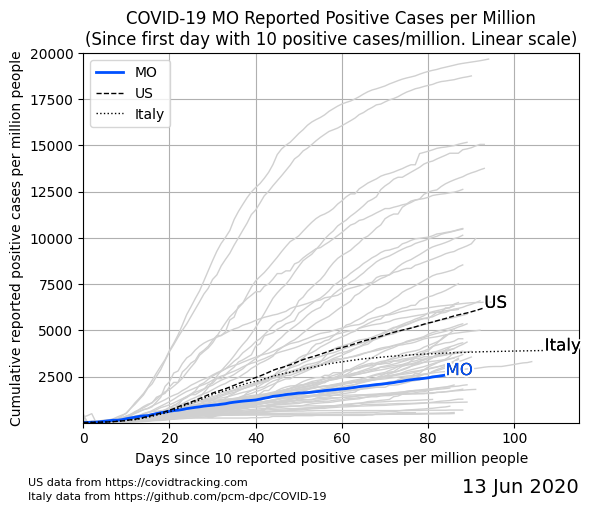 COVID-19 MO Reported Positive Cases per Million
(Since first day with 10 positive cases/million. Linear scale)
Cumulative reported positive cases per million people
20000
17500
15000
12500
10000
7500
5000
2500
MO
US
Italy
US
Italy
MO
0
20
40
60
80
100
Days since 10 reported positive cases per million people
US data from https://covidtracking.com
Italy data from https://github.com/pcm-dpc/COVID-19
13 Jun 2020